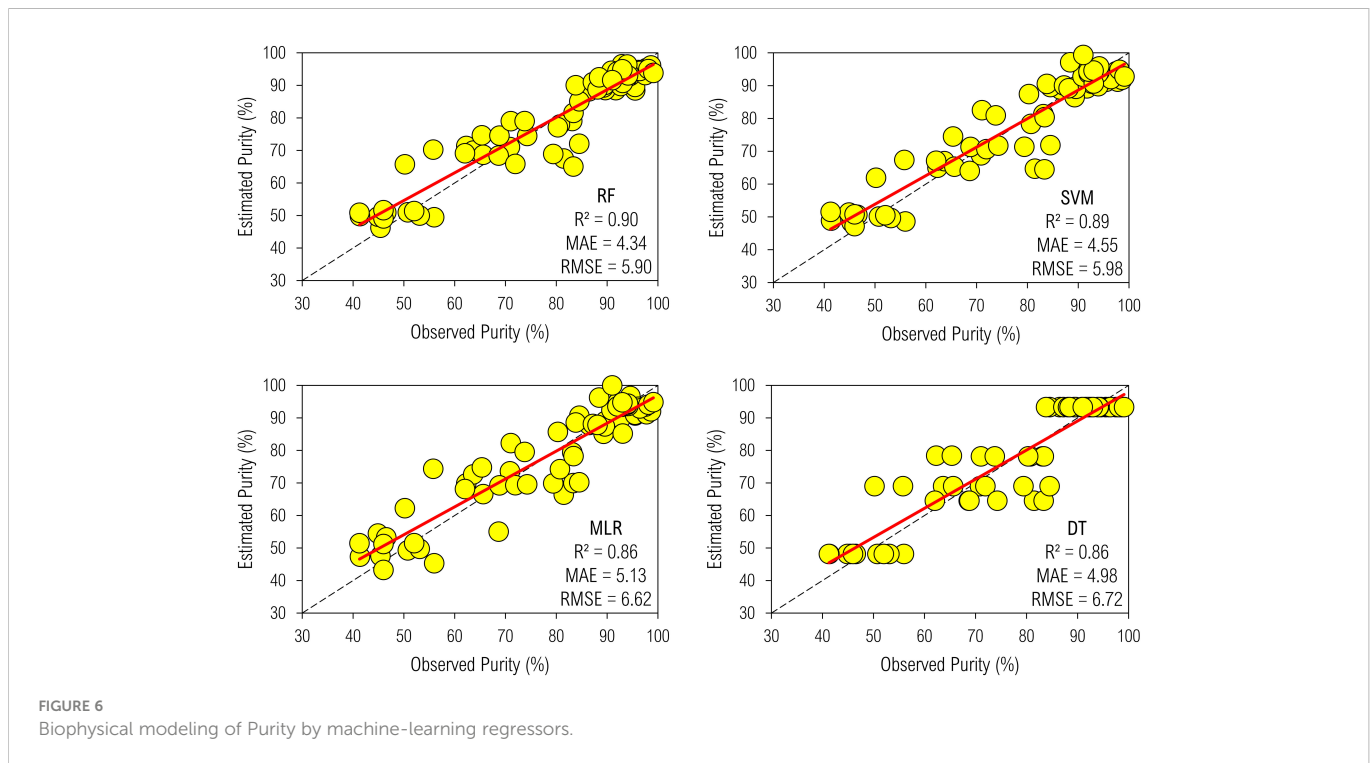 100
90
80
70
60
50
40
30
Estimated Purity (%)
RF
R² = 0.90
MAE = 4.34
RMSE = 5.90
30 40 50 60 70 80 90 100
Observed Purity (%)
100
90
80
70
60
50
40
30
Estimated Purity (%)
SVM
R² = 0.89
MAE = 4.55
RMSE = 5.98
30 40 50 60 70 80 90 100
Observed Purity (%)
100
90
80
70
60
50
40
30
Estimated Purity (%)
MLR
R² = 0.86
MAE = 5.13
RMSE = 6.62
30 40 50 60 70 80 90 100
Observed Purity (%)
100
90
80
70
60
50
40
30
Estimated Purity (%)
DT
R² = 0.86
MAE = 4.98
RMSE = 6.72
30 40 50 60 70 80 90 100
Observed Purity (%)
FIGURE 6
Biophysical modeling of Purity by machine-learning regressors.